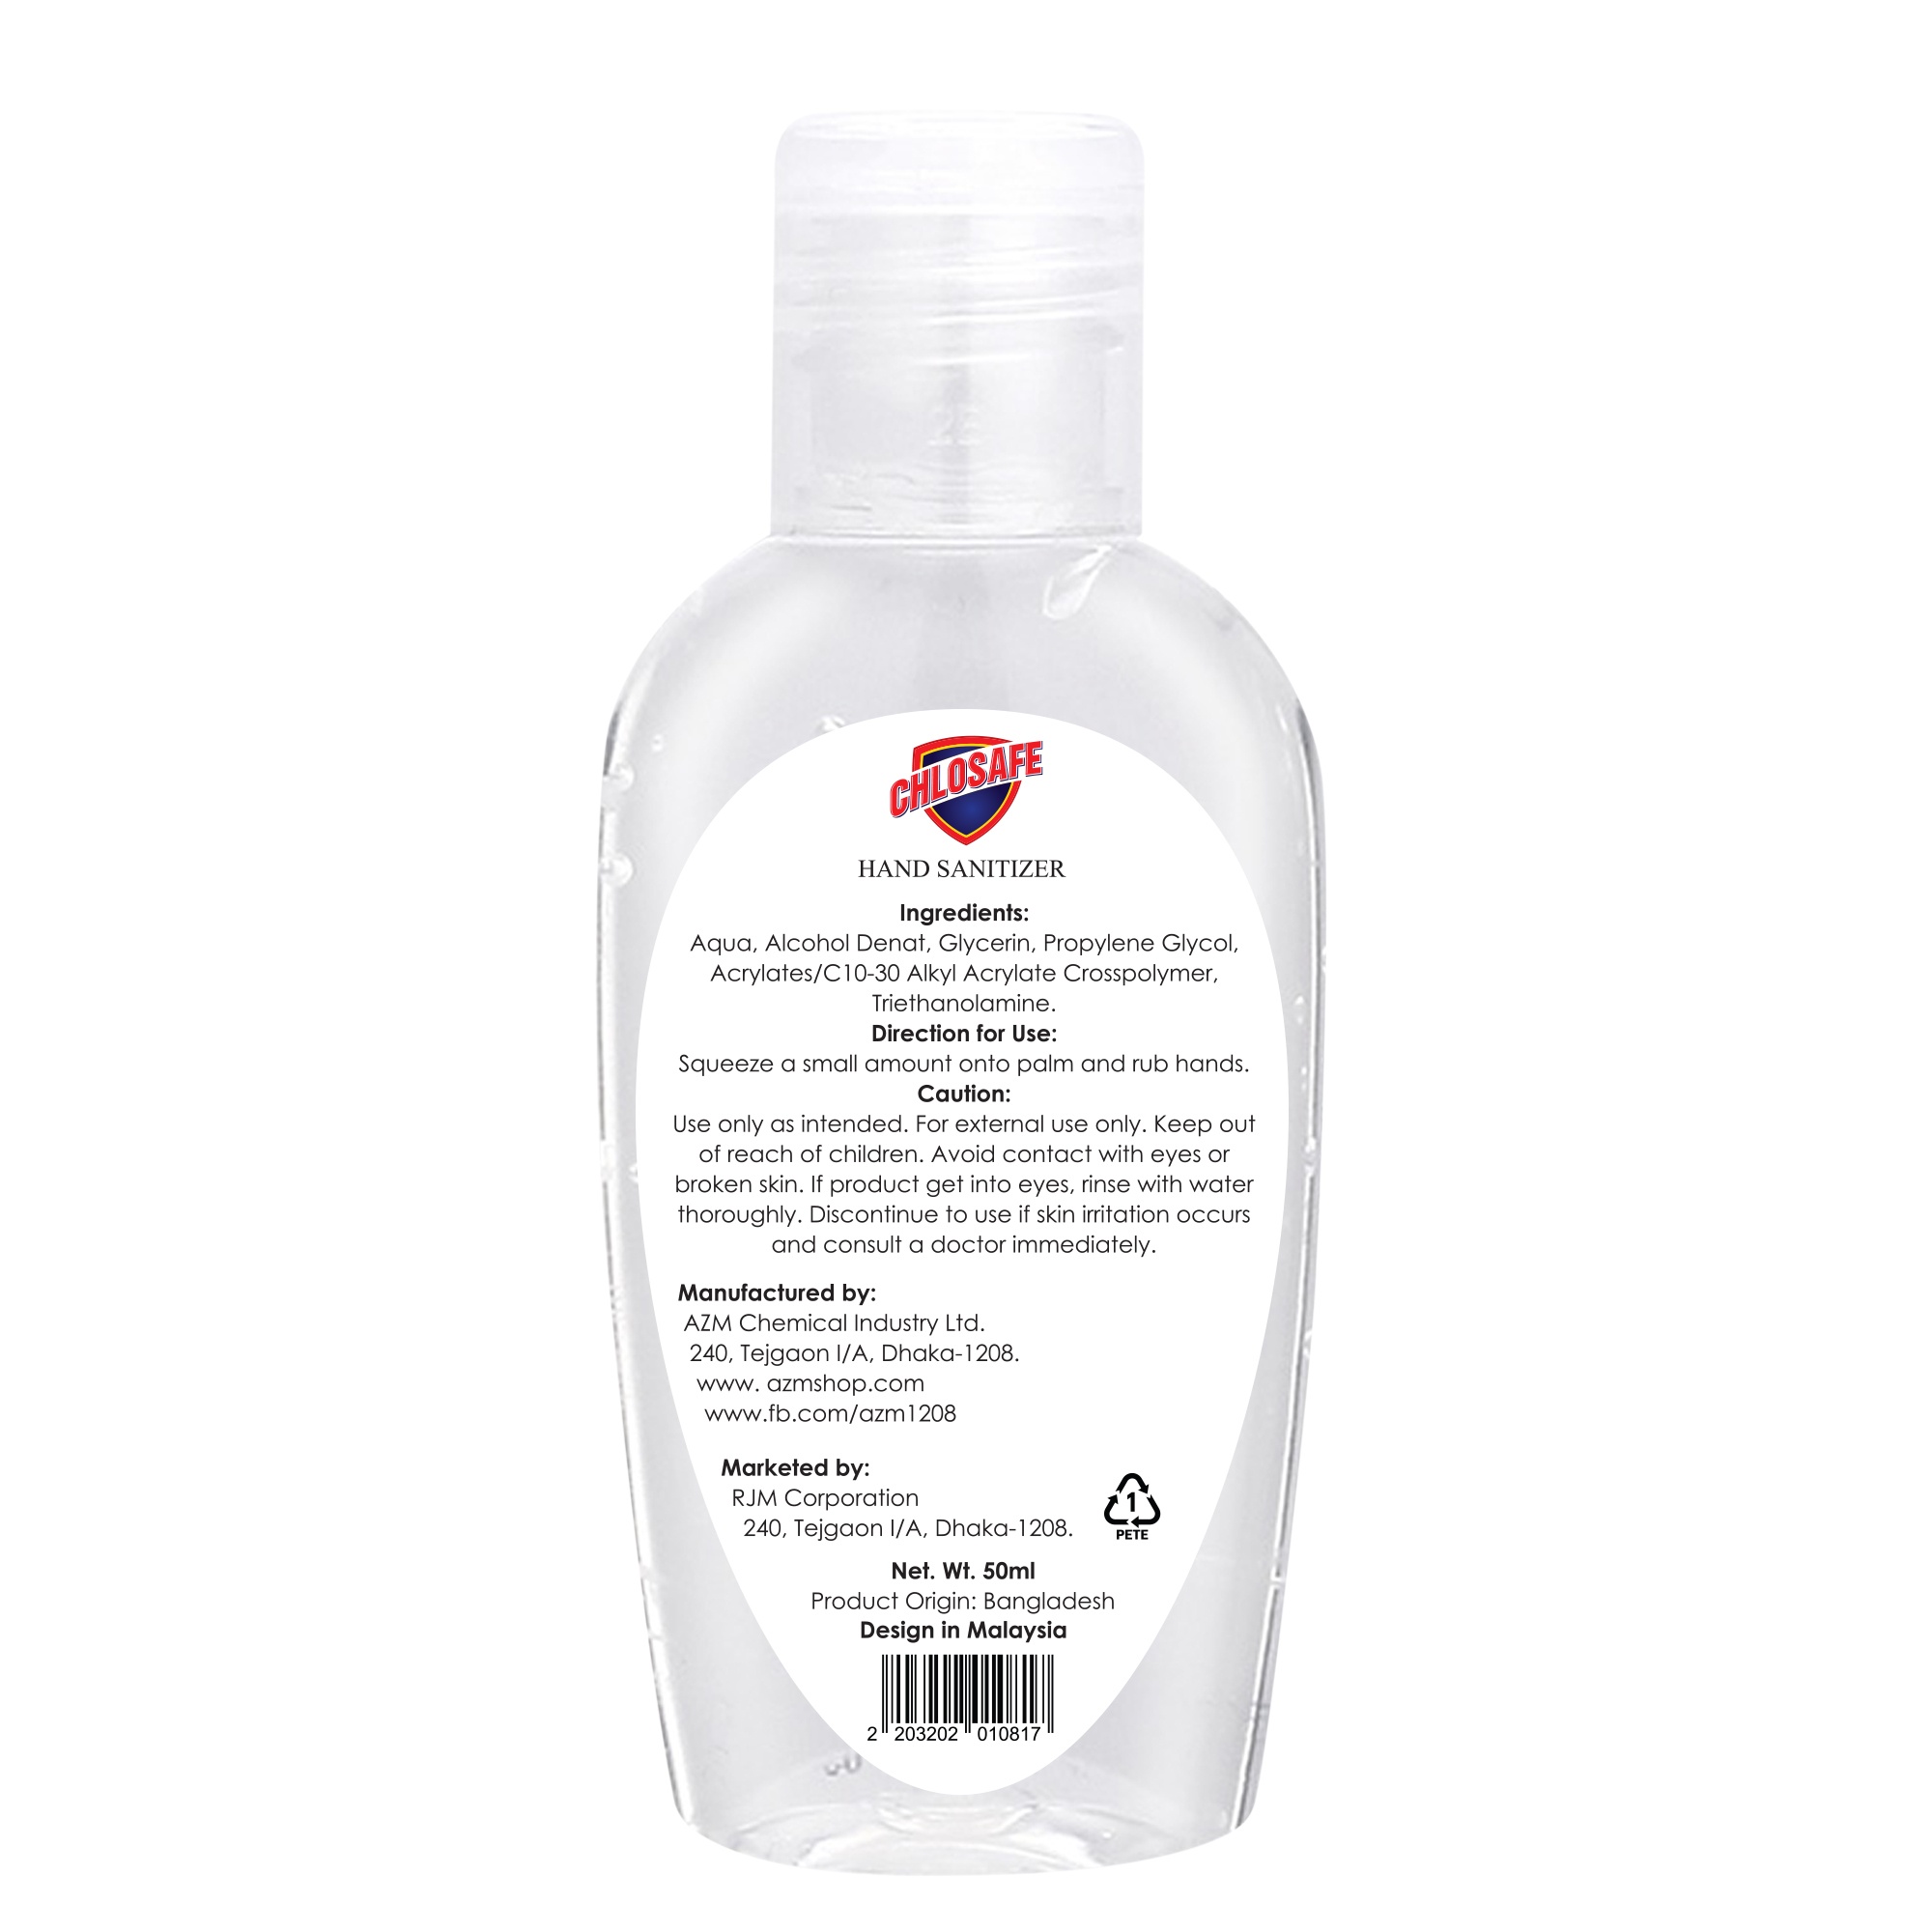 CHLOSAFE
HAND SANITIZER
Ingredients:
Aqua, Alcohol Denat, Glycerin, Propylene Glycol,
Acrylates/C10-30 Alkyl Acrylate Crosspolymer,
Triethanolamine.
Direction for Use:
Squeeze a small amount onto palm and rub hands.
Caution:
Use only as intended. For external use only. Keep out
of reach of children. Avoid contact with eyes or
broken skin. If product get into eyes, rinse with water
thoroughly. Discontinue to use if skin irritation occurs
and consult a doctor immediately.
Manufactured by:
AZM Chemical Industry Ltd.
240, Tejgaon I/A, Dhaka-1208.
www. azmshop.com
www.fb.com/azm1208
Marketed by:
RJM Corporation
240, Tejgaon I/A, Dhaka-1208.
1
PETE
Net. Wt. 50ml
Product Origin: Bangladesh
Design in Malaysia
2 203202 010817